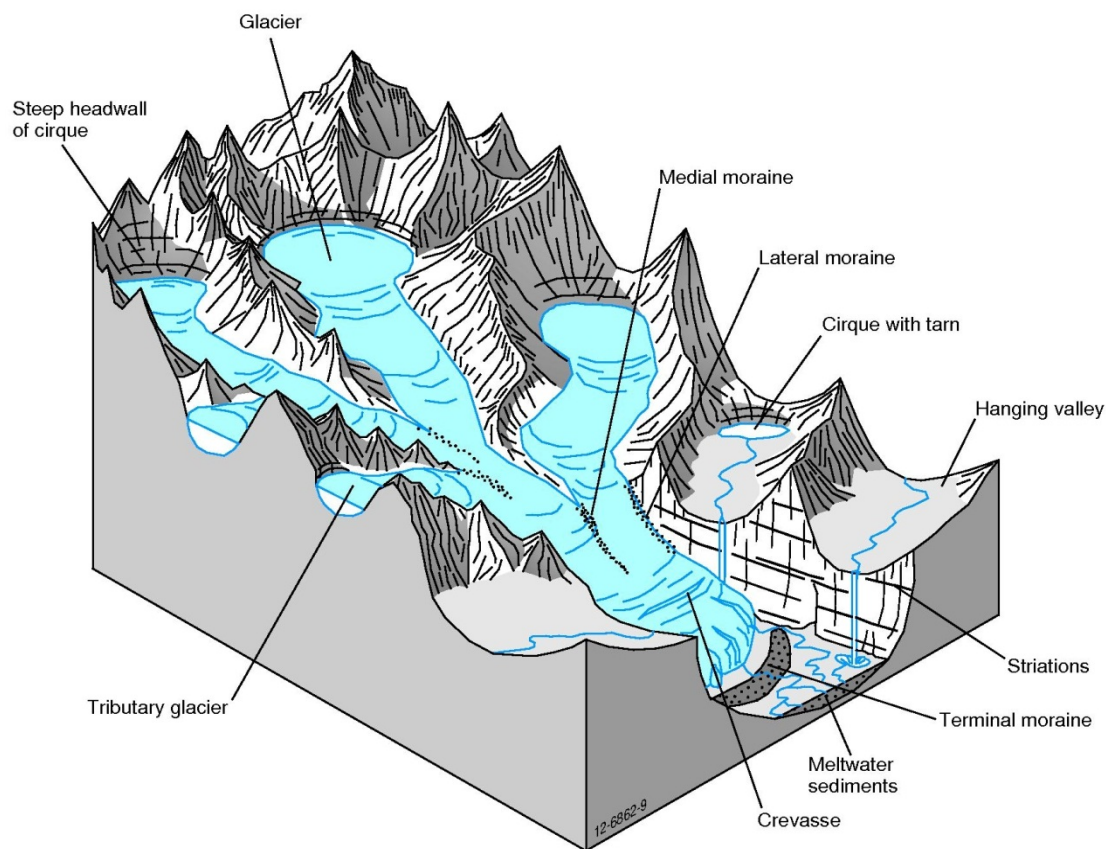 Glacier
Steep headwall
of cirque
Medial moraine
Lateral moraine
Cirque with tarn
Hanging valley
Striations
Tributary glacier
Terminal moraine
Meltwater
sediments
Crevasse
12-6862-9